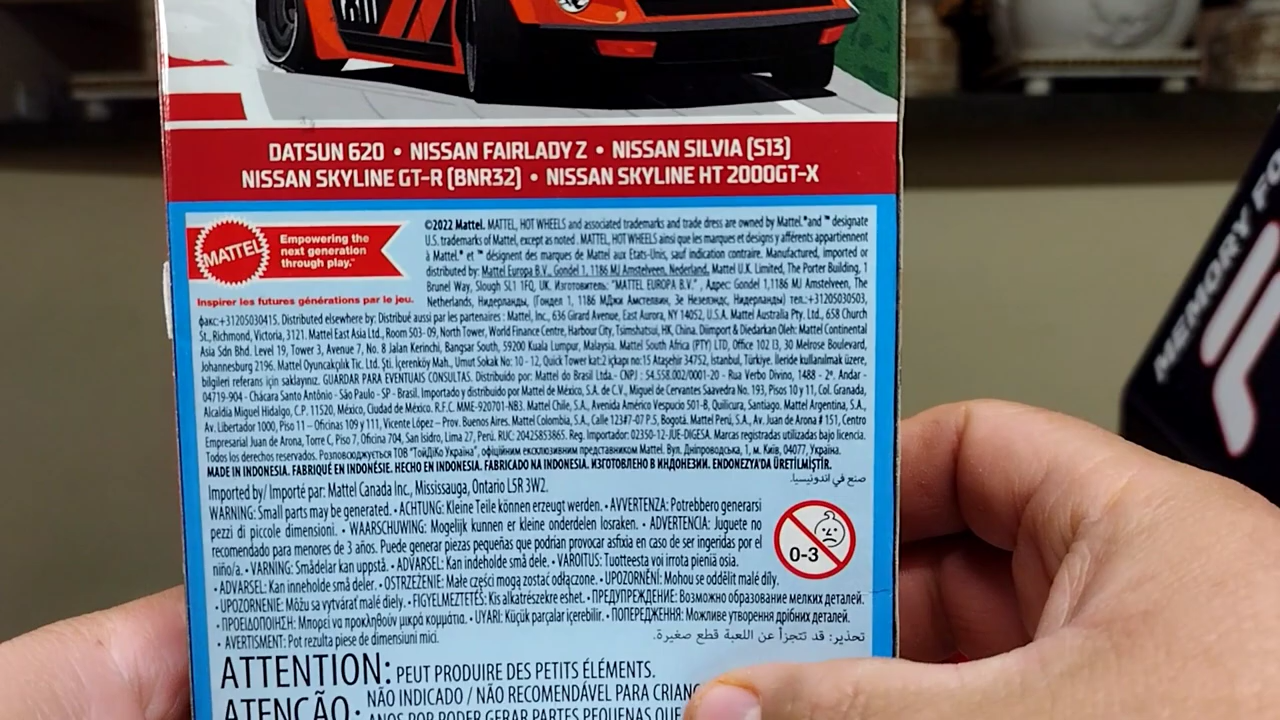 DATSUN 620 • NISSAN FAIRLADY Z • NISSAN SILVIA (S13)
NISSAN SKYLINE GT-R (BNR32) • NISSAN SKYLINE HT 2000GT-X
MATTEL
Empowering the
next generation
through play.™
Inspirer les futures générations par le jeu.
©2022 Mattel. MATTEL, HOT WHEELS and associated trademarks and trade dress are owned by Mattel.® and ™ designate
U.S. trademarks of Mattel, except as noted. MATTEL, HOT WHEELS ainsi que les marques et designs y afférents appartiennent
à Mattel.® et ™ désignent des marques de Mattel aux États-Unis, sauf indication contraire. Manufactured, imported or
distributed by: Mattel Europa B.V., Gondel 1, 1186 MJ Amstelveen, Nederland. Mattel U.K. Limited, The Porter Building, 1
Brunel Way, Slough SL1 1FQ, UK. Изготовитель: "MATTEL EUROPA B.V.", Адрес: Gondel 1,1186 MJ Amstelveen, The
Netherlands, Нидерланды, (Гондел 1, 1186 МДжи Амстелвин, Зе Незелэндс, Нидерланды) тел.:+31205030503,
факс:+31205030415. Distributed elsewhere by: Distribué aussi par les partenaires : Mattel, Inc., 636 Girard Avenue, East Aurora, NY 14052, U.S.A. Mattel Australia Pty. Ltd., 658 Church
St., Richmond, Victoria, 3121. Mattel East Asia Ltd., Room 503-09, North Tower, World Finance Centre, Harbour City, Tsimshatsui, HK, China. Diimport & Diedarkan Oleh: Mattel Continental
Asia Sdn Bhd. Level 19, Tower 3, Avenue 7, No. 8 Jalan Kerinchi, Bangsar South, 59200 Kuala Lumpur, Malaysia. Mattel South Africa (PTY) LTD, Office 102 I3, 30 Melrose Boulevard,
Johannesburg 2196. Mattel Oyuncakçılık Tic. Ltd. Şti. İçerenköy Mah., Umut Sokak No: 10 - 12, Quick Tower kat:2 içkapı no:15 Ataşehir 34752, İstanbul, Türkiye. İleride kullanılmak üzere,
bilgileri referans için saklayınız. GUARDAR PARA EVENTUAIS CONSULTAS. Distribuido por: Mattel do Brasil Ltda.- CNPJ : 54.558.002/0001-20 - Rua Verbo Divino, 1488 - 2º. Andar -
04719-904 - Chácara Santo Antônio - São Paulo - SP - Brasil. Importado y distribuido por Mattel de México, S.A. de C.V., Miguel de Cervantes Saavedra No. 193, Pisos 10 y 11, Col. Granada,
Alcaldía Miguel Hidalgo, C.P. 11520, México, Ciudad de México. R.F.C. MME-920701-NB3. Mattel Chile, S.A., Avenida Américo Vespucio 501-B, Quilicura, Santiago. Mattel Argentina, S.A.,
Av. Libertador 1000, Piso 11 – Oficinas 109 y 111, Vicente López – Prov. Buenos Aires. Mattel Colombia, S.A., Calle 123#7-07 P.5, Bogotá. Mattel Perú, S.A., Av. Juan de Arona # 151, Centro
Empresarial Juan de Arona, Torre C, Piso 7, Oficina 704, San Isidro, Lima 27, Perú. RUC: 20425853865. Reg. Importador: 02350-12-JUE-DIGESA. Marcas registradas utilizadas bajo licencia.
Todos los derechos reservados. Розповсюджується ТОВ "ТойДіКо Україна", офіційним ексклюзивним представником Mattel. Вул. Дніпроводська, 1, м. Київ, 04077, Україна.
MADE IN INDONESIA. FABRIQUÉ EN INDONÉSIE. HECHO EN INDONESIA. FABRICADO NA INDONESIA. ИЗГОТОВЛЕНО В ИНДОНЕЗИИ. ENDONEZYA'DA ÜRETİLMİŞTİR.
صنع في اندونيسيا.
Imported by/ Importé par: Mattel Canada Inc., Mississauga, Ontario L5R 3W2.
WARNING: Small parts may be generated. • ACHTUNG: Kleine Teile können erzeugt werden. • AVVERTENZA: Potrebbero generarsi
pezzi di piccole dimensioni. • WAARSCHUWING: Mogelijk kunnen er kleine onderdelen losraken. • ADVERTENCIA: Juguete no
recomendado para menores de 3 años. Puede generar piezas pequeñas que podrían provocar asfixia en caso de ser ingeridas por el
niño/a. • VARNING: Smådelar kan uppstå. • ADVARSEL: Kan indeholde små dele. • VAROITUS: Tuotteesta voi irrota pieniä osia.
• ADVARSEL: Kan inneholde små deler. • OSTRZEŻENIE: Małe części mogą zostać odłączone. • UPOZORNĚNÍ: Mohou se oddělit malé díly.
• UPOZORNENIE: Môžu sa vytvárať malé diely. • FIGYELMEZTETÉS: Kis alkatrészekre eshet. • ПРЕДУПРЕЖДЕНИЕ: Возможно образование мелких деталей.
• ΠΡΟΕΙΔΟΠΟΙΗΣΗ: Μπορεί να προκληθούν μικρά κομμάτια. • UYARI: Küçük parçalar içerebilir. • ПОПЕРЕДЖЕННЯ: Можливе утворення дрібних деталей.
• AVERTISMENT: Pot rezulta piese de dimensiuni mici.
تحذير: قد تتجزأ عن اللعبة قطع صغيرة.
0-3
ATTENTION: PEUT PRODUIRE DES PETITS ÉLÉMENTS.
ATENÇÃO: NÃO INDICADO / NÃO RECOMENDÁVEL PARA CRIANÇ
ANOS POR PODER GERAR PARTES PEQUENAS QUE
MEMORY FO